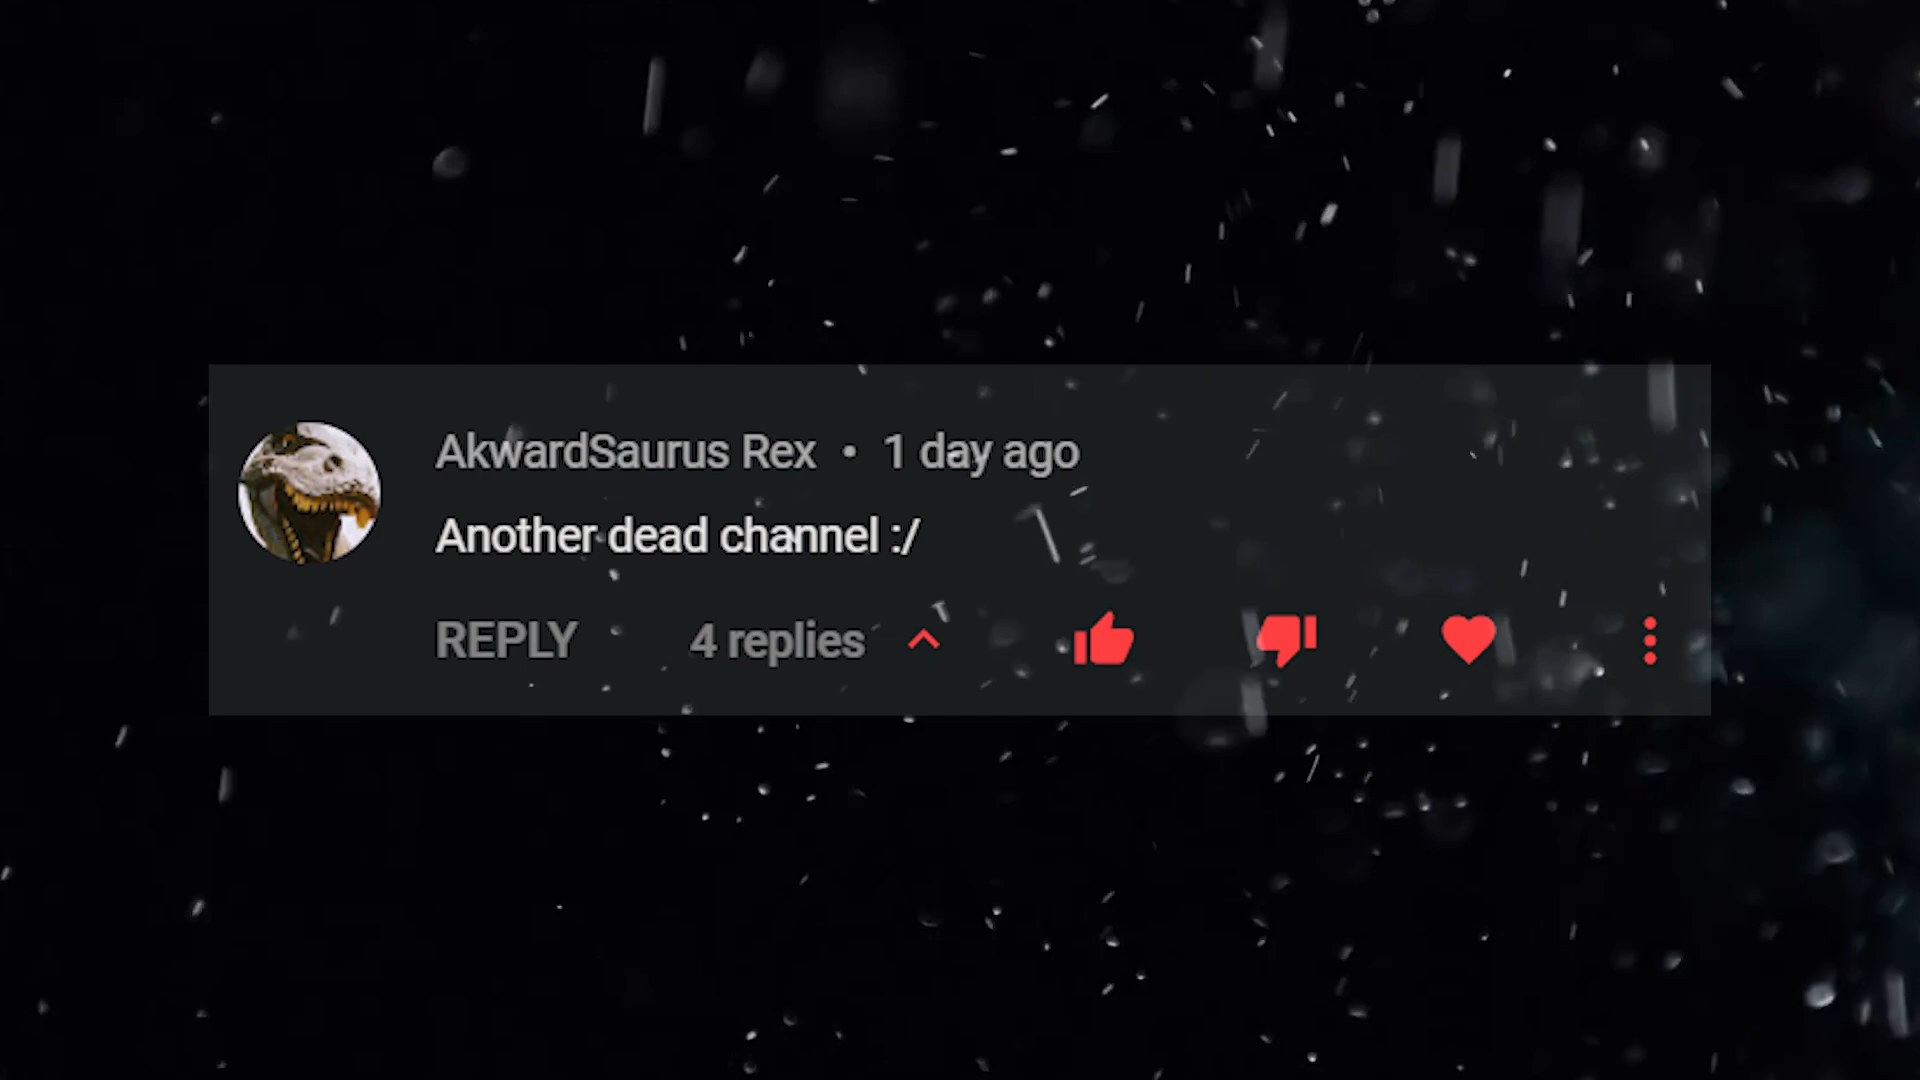 AkwardSaurus Rex • 1 day ago
Another dead channel :/
REPLY 4 replies